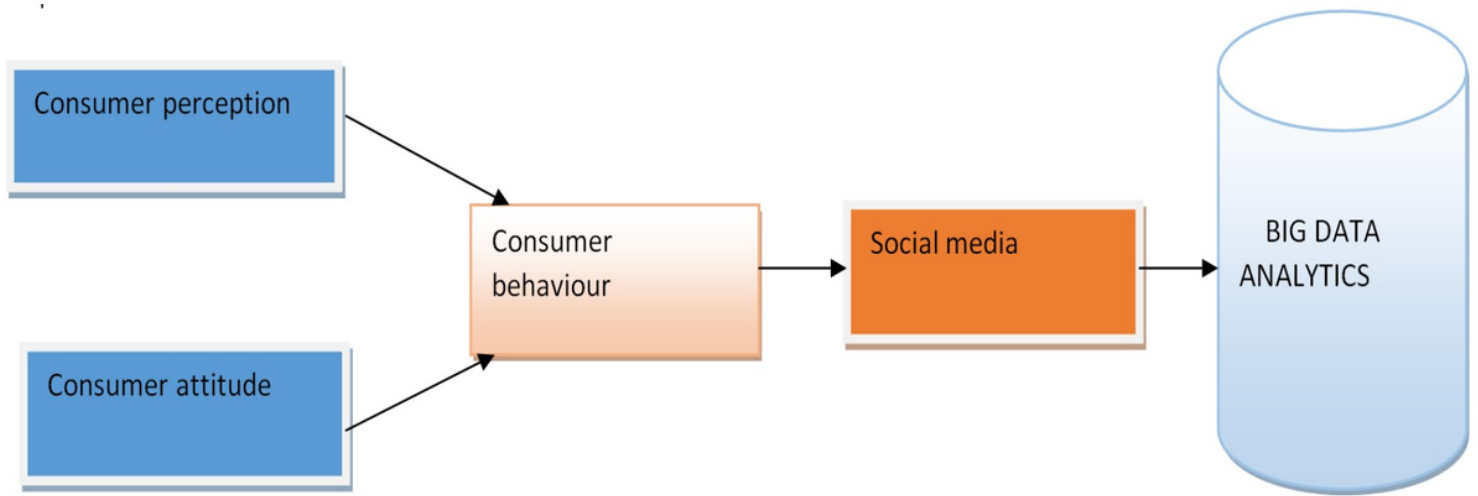 Consumer perception
Consumer
behaviour
Social media
BIG DATA
ANALYTICS
Consumer attitude